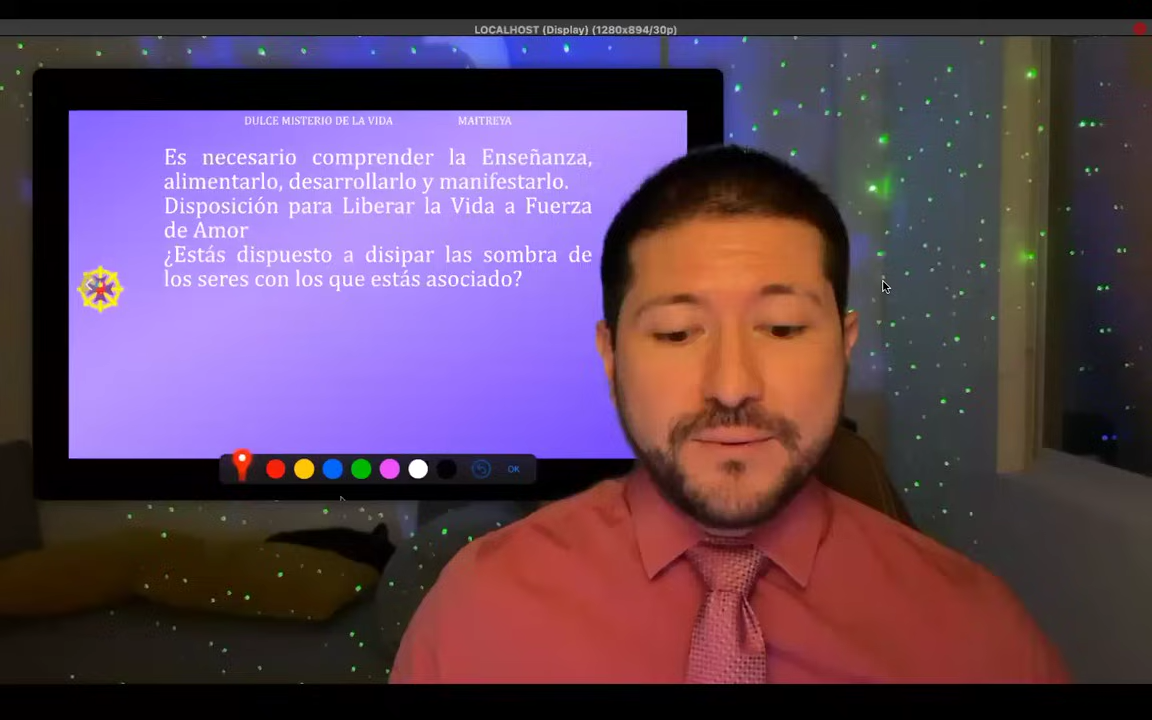 LOCALHOST (Display) (1280x894/30p)
DULCE MISTERIO DE LA VIDA MAITREYA
Es necesario comprender la Enseñanza,
alimentarlo, desarrollarlo y manifestarlo.
Disposición para Liberar la Vida a Fuerza
de Amor
¿Estás dispuesto a disipar las sombra de
los seres con los que estás asociado?
OK